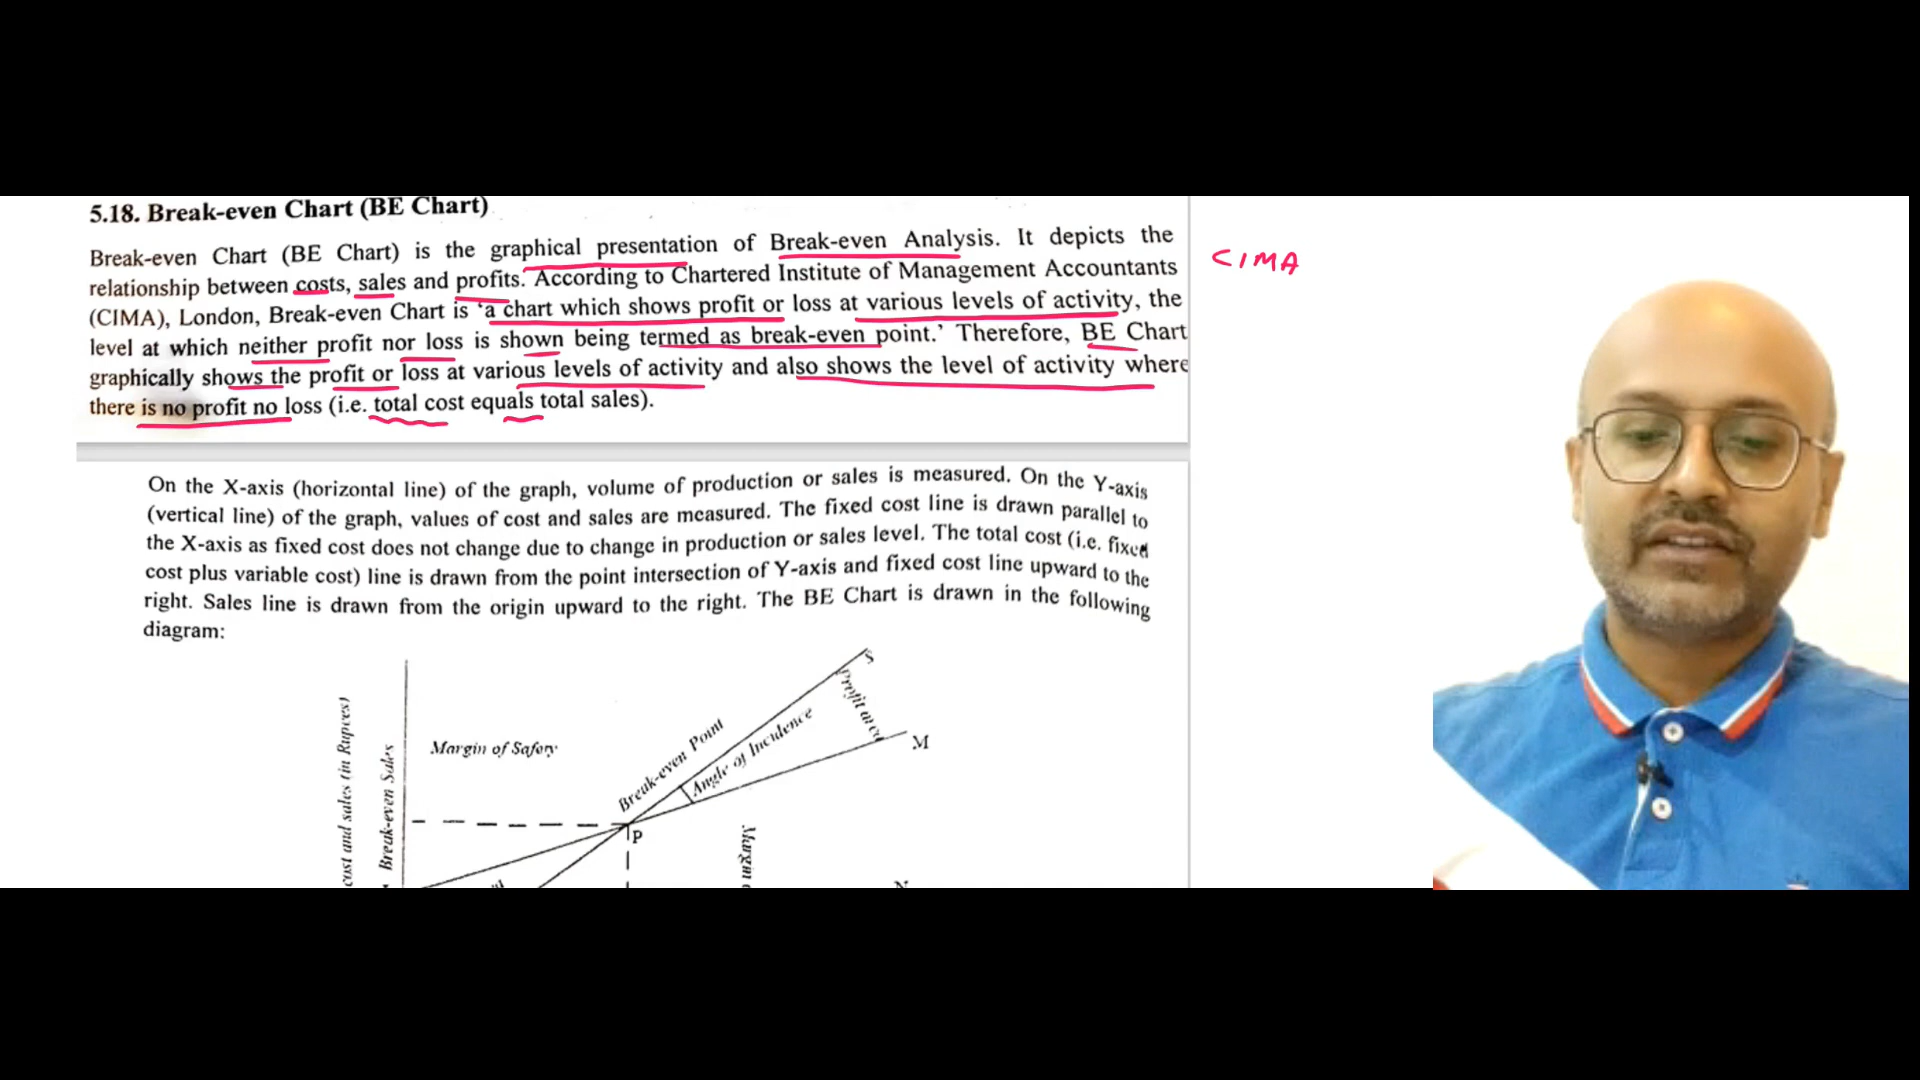 5.18. Break-even Chart (BE Chart)
Break-even Chart (BE Chart) is the graphical presentation of Break-even Analysis. It depicts the
relationship between costs, sales and profits. According to Chartered Institute of Management Accountants
(CIMA), London, Break-even Chart is ‘a chart which shows profit or loss at various levels of activity, the
level at which neither profit nor loss is shown being termed as break-even point.’ Therefore, BE Chart
graphically shows the profit or loss at various levels of activity and also shows the level of activity where
there is no profit no loss (i.e. total cost equals total sales).
CIMA
On the X-axis (horizontal line) of the graph, volume of production or sales is measured. On the Y-axis
(vertical line) of the graph, values of cost and sales are measured. The fixed cost line is drawn parallel to
the X-axis as fixed cost does not change due to change in production or sales level. The total cost (i.e. fixed
cost plus variable cost) line is drawn from the point intersection of Y-axis and fixed cost line upward to the
right. Sales line is drawn from the origin upward to the right. The BE Chart is drawn in the following
diagram:
cost and sales (in Rupees)
Break-even Sales
Margin of Safety
Break-even Point
Angle of Incidence
Profit area
S
M
P
Margin